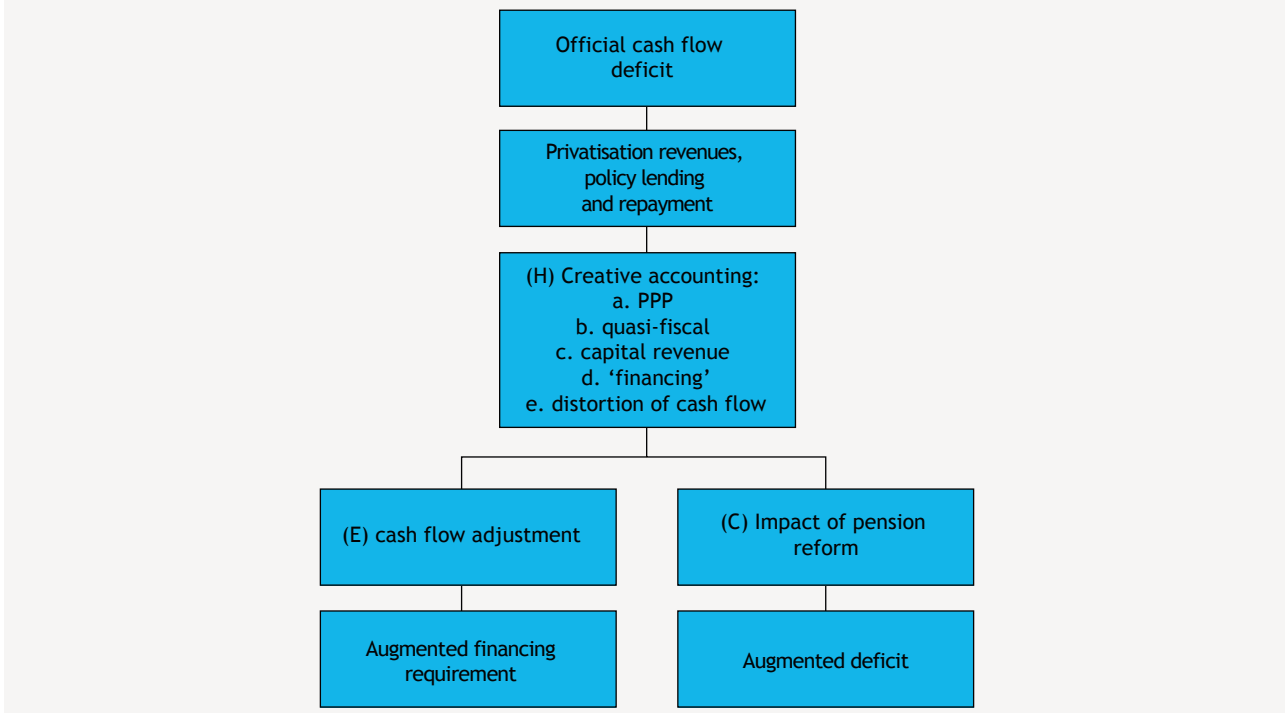 Official cash flow
deficit
Privatisation revenues,
policy lending
and repayment
(H) Creative accounting:
a. PPP
b. quasi-fiscal
c. capital revenue
d. ‘financing’
e. distortion of cash flow
(E) cash flow adjustment
(C) Impact of pension
reform
Augmented financing
requirement
Augmented deficit